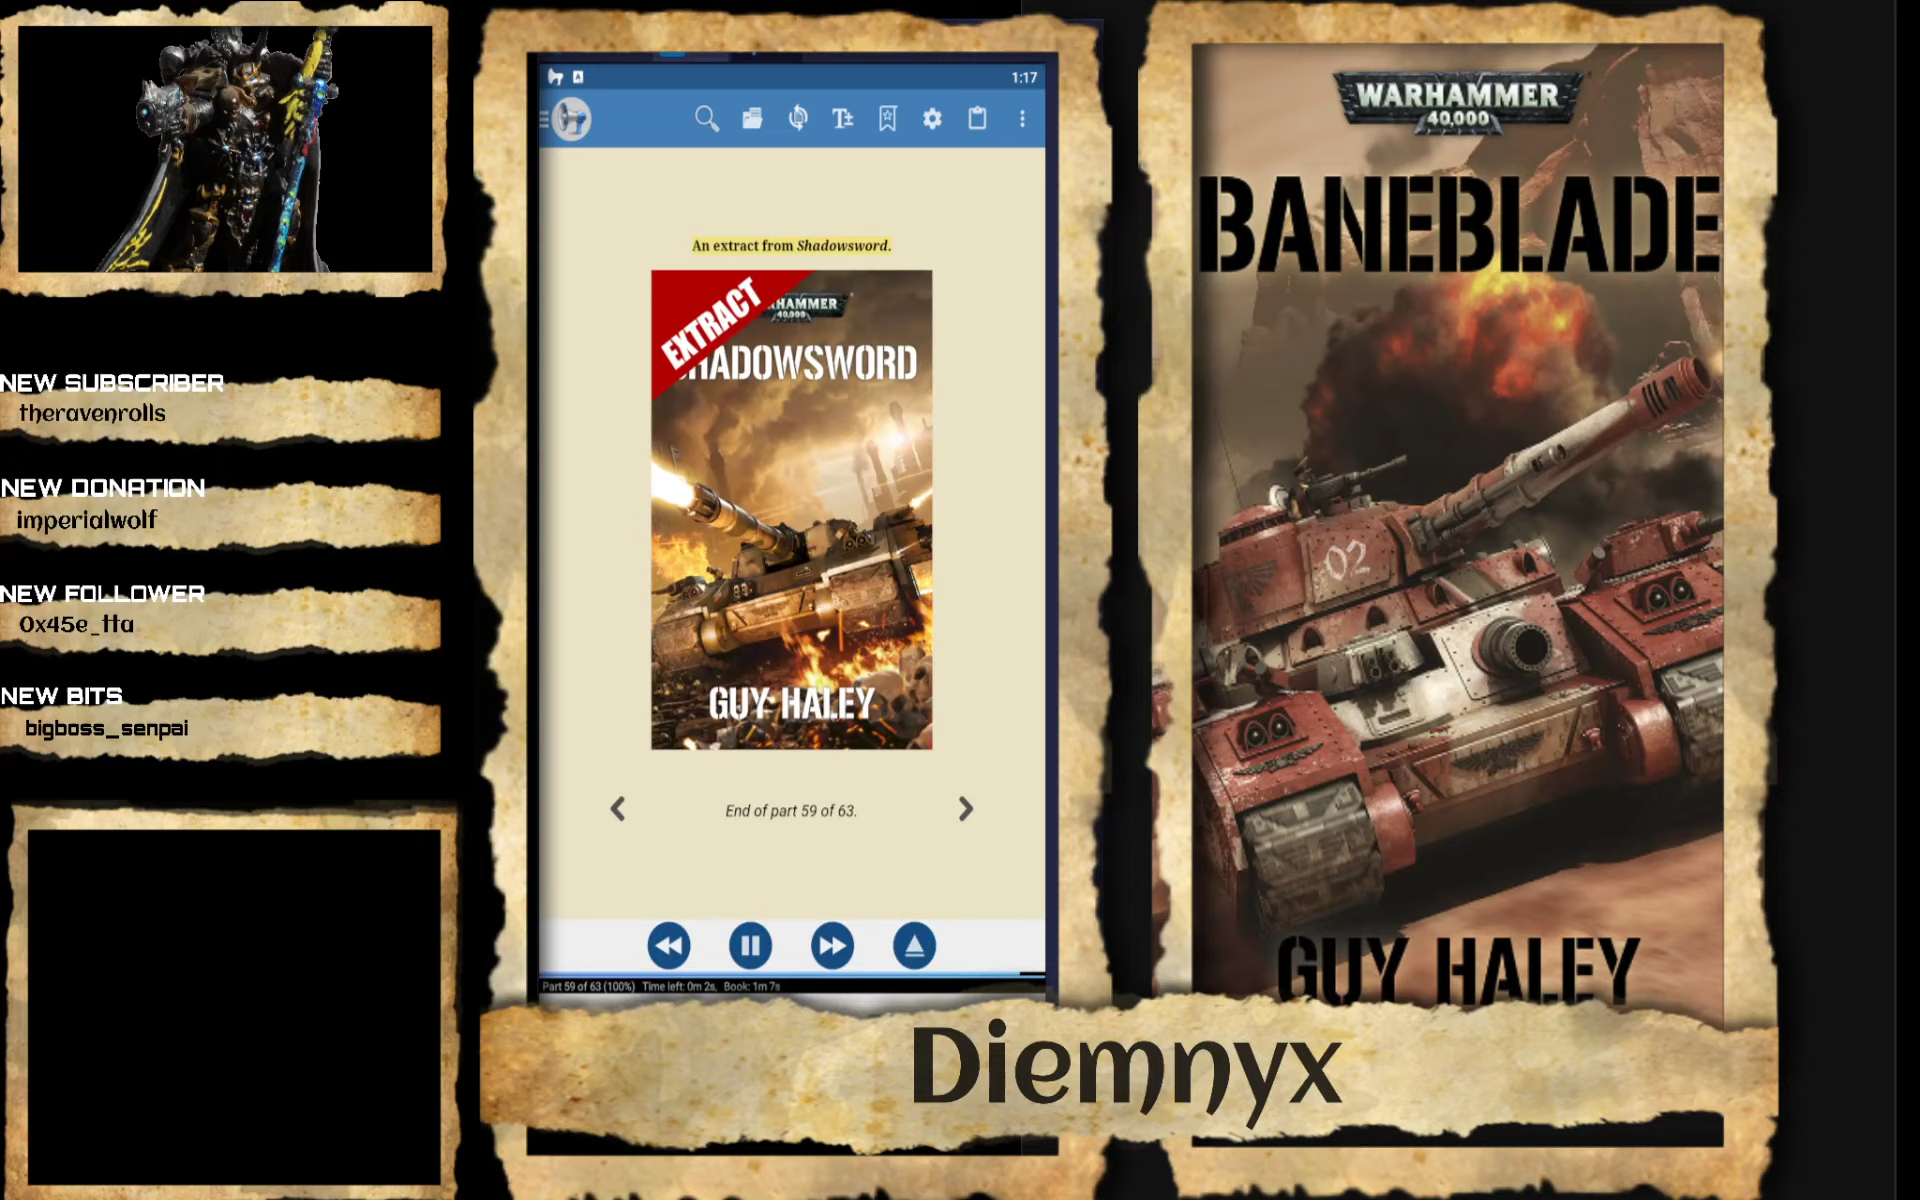 NEW SUBSCRIBER
theravenrolls
NEW DONATION
imperialwolf
NEW FOLLOWER
0x45e_tta
NEW BITS
bigboss_senpai
1:17
An extract from Shadowsword.
EXTRACT
HAMMER
40,000
HADOWSWORD
GUY HALEY
End of part 59 of 63.
Part 59 of 63 (100%) Time left: 0m 2s, Book: 1m 7s
WARHAMMER
40,000
BANEBLADE
02
GUY HALEY
Diemnyx